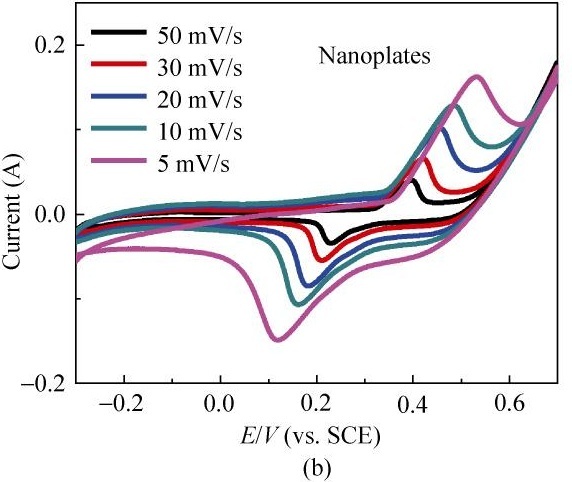 0.2
0.0
−0.2
Current (A)
50 mV/s
30 mV/s
20 mV/s
10 mV/s
5 mV/s
Nanoplates
−0.2 0.0 0.2 0.4 0.6
E/V (vs. SCE)
(b)